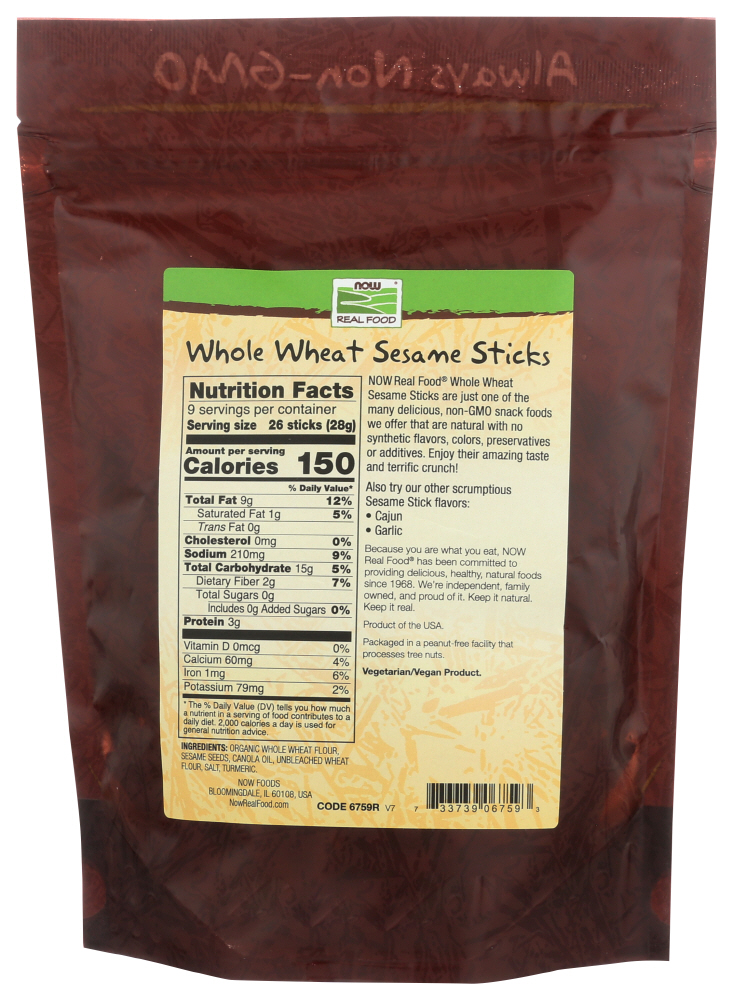 Always Non-GMO
NOW
REAL FOOD
Whole Wheat Sesame Sticks
Nutrition Facts
9 servings per container
Serving size 26 sticks (28g)
Amount per serving
Calories 150
% Daily Value*
Total Fat 9g 12%
Saturated Fat 1g 5%
Trans Fat 0g
Cholesterol 0mg 0%
Sodium 210mg 9%
Total Carbohydrate 15g 5%
Dietary Fiber 2g 7%
Total Sugars 0g
Includes 0g Added Sugars 0%
Protein 3g
Vitamin D 0mcg 0%
Calcium 60mg 4%
Iron 1mg 6%
Potassium 79mg 2%
* The % Daily Value (DV) tells you how much
a nutrient in a serving of food contributes to a
daily diet. 2,000 calories a day is used for
general nutrition advice.
INGREDIENTS: ORGANIC WHOLE WHEAT FLOUR,
SESAME SEEDS, CANOLA OIL, UNBLEACHED WHEAT
FLOUR, SALT, TURMERIC.
NOW FOODS
BLOOMINGDALE, IL 60108, USA
NowRealFood.com
CODE 6759R V7
NOW Real Food® Whole Wheat
Sesame Sticks are just one of the
many delicious, non-GMO snack foods
we offer that are natural with no
synthetic flavors, colors, preservatives
or additives. Enjoy their amazing taste
and terrific crunch!
Also try our other scrumptious
Sesame Stick flavors:
• Cajun
• Garlic
Because you are what you eat, NOW
Real Food® has been committed to
providing delicious, healthy, natural foods
since 1968. We're independent, family
owned, and proud of it. Keep it natural.
Keep it real.
Product of the USA.
Packaged in a peanut-free facility that
processes tree nuts.
Vegetarian/Vegan Product.
7 33739 06759 3